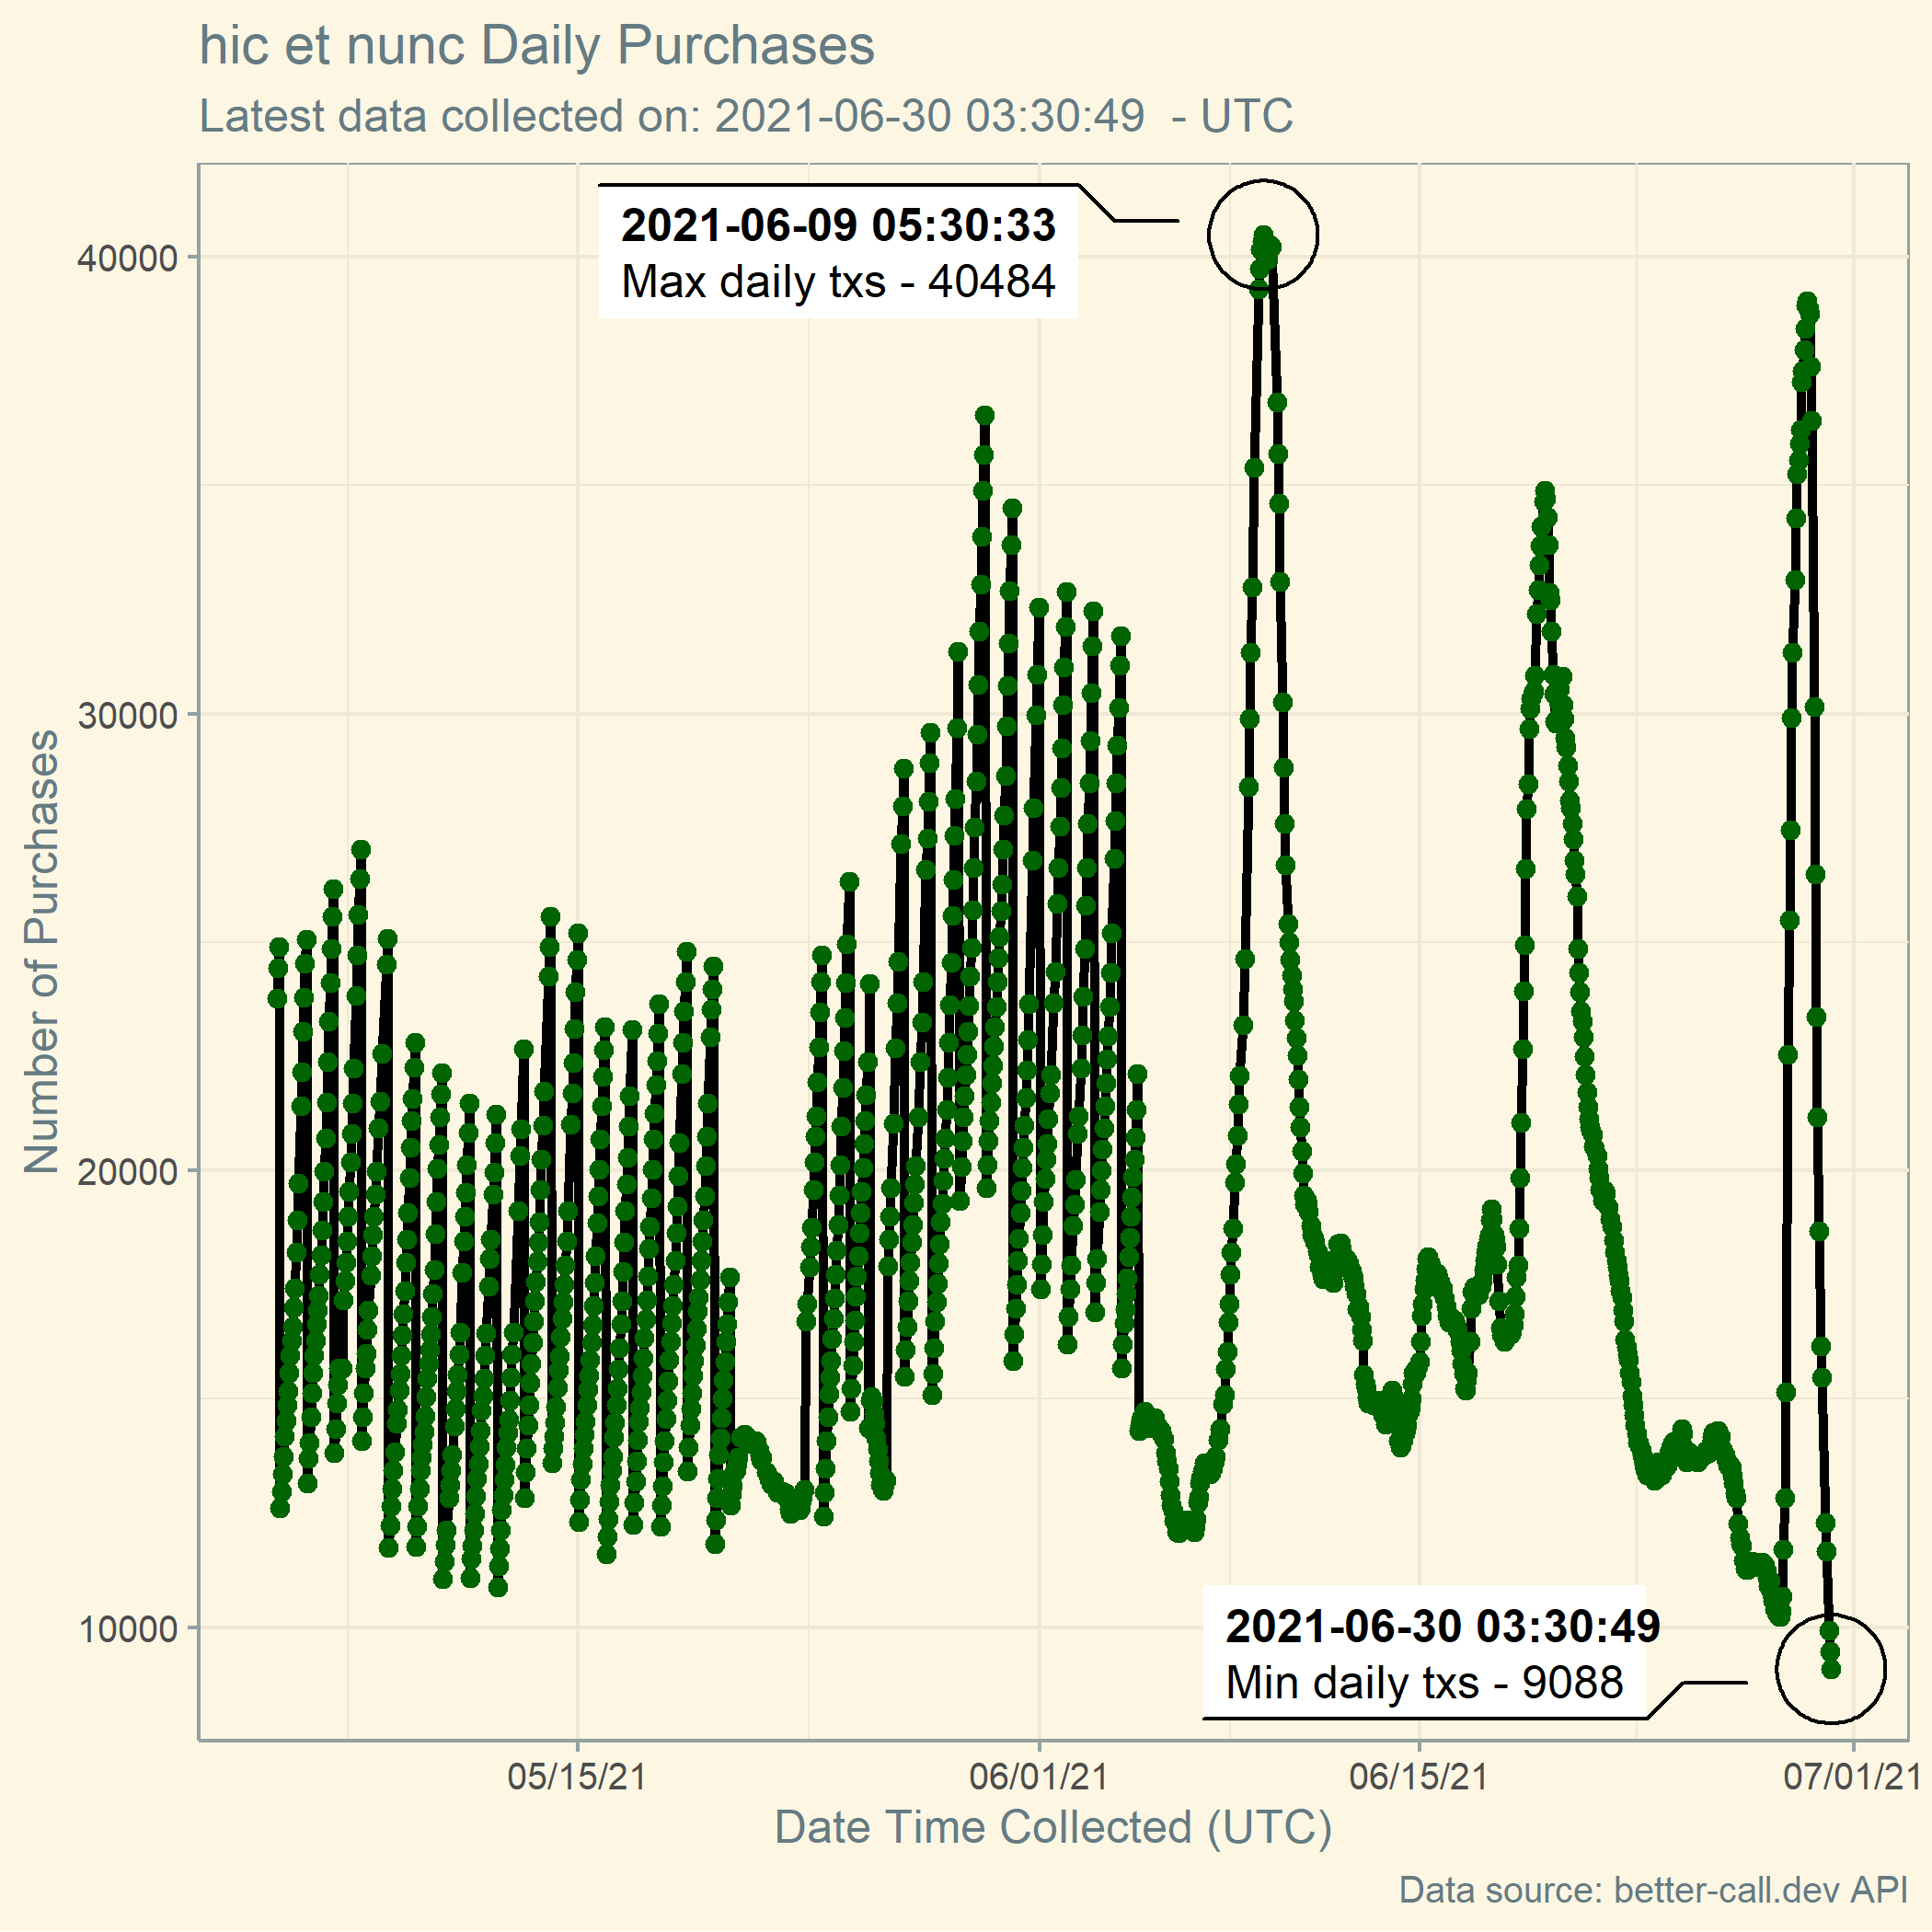 hic et nunc Daily Purchases
Latest data collected on: 2021-06-30 03:30:49  - UTC
2021-06-09 05:30:33
Max daily txs - 40484
40000
30000
20000
10000
Number of Purchases
2021-06-30 03:30:49
Min daily txs - 9088
05/15/21
06/01/21
06/15/21
07/01/21
Date Time Collected (UTC)
Data source: better-call.dev API